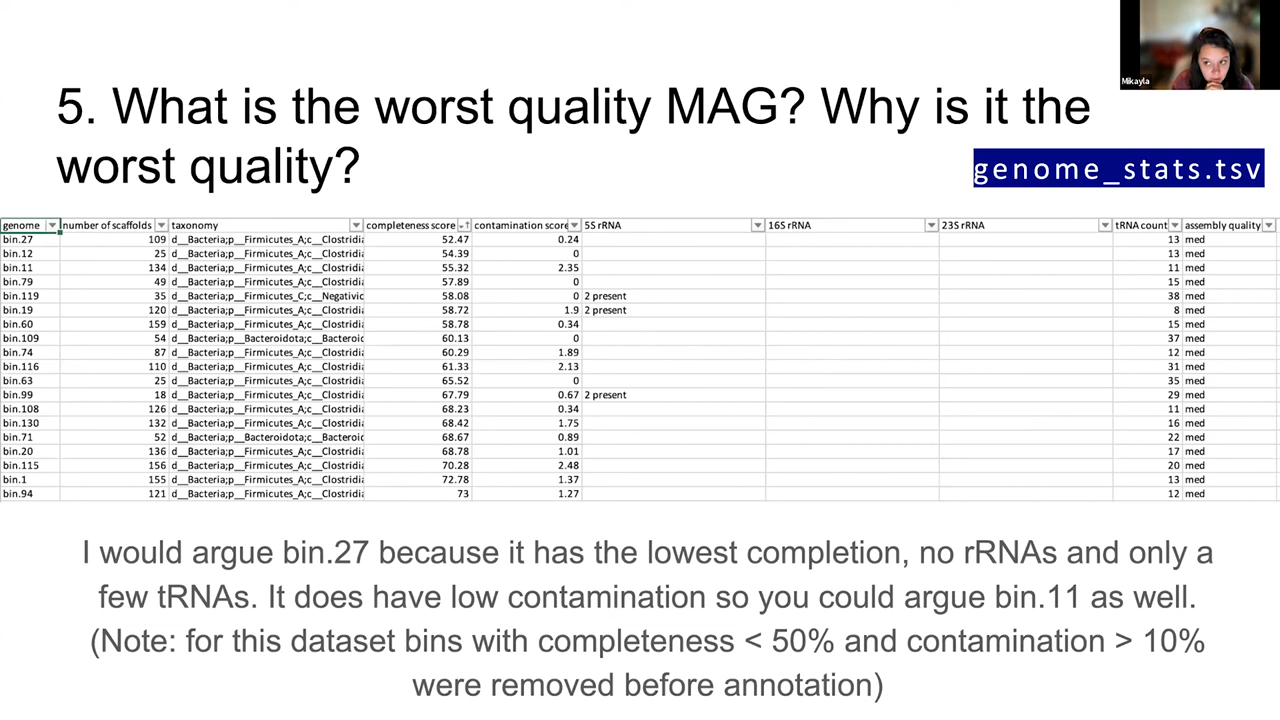 Mikayla
5. What is the worst quality MAG? Why is it the
worst quality?
genome_stats.tsv
genome number of scaffolds taxonomy completeness score contamination score 5S rRNA 16S rRNA 23S rRNA tRNA count assembly quality
bin.27 109 d__Bacteria;p__Firmicutes_A;c__Clostridia 52.47 0.24 13 med
bin.12 25 d__Bacteria;p__Firmicutes_A;c__Clostridia 54.39 0 13 med
bin.11 134 d__Bacteria;p__Firmicutes_A;c__Clostridia 55.32 2.35 11 med
bin.79 49 d__Bacteria;p__Firmicutes_A;c__Clostridia 57.89 0 15 med
bin.119 35 d__Bacteria;p__Firmicutes_C;c__Negativic 58.08 0 2 present 38 med
bin.19 120 d__Bacteria;p__Firmicutes_A;c__Clostridia 58.72 1.9 2 present 8 med
bin.60 159 d__Bacteria;p__Firmicutes_A;c__Clostridia 58.78 0.34 15 med
bin.109 54 d__Bacteria;p__Bacteroidota;c__Bacteroid 60.13 0 37 med
bin.74 87 d__Bacteria;p__Firmicutes_A;c__Clostridia 60.29 1.89 12 med
bin.116 110 d__Bacteria;p__Firmicutes_A;c__Clostridia 61.33 2.13 31 med
bin.63 25 d__Bacteria;p__Firmicutes_A;c__Clostridia 65.52 0 35 med
bin.99 18 d__Bacteria;p__Firmicutes_A;c__Clostridia 67.79 0.67 2 present 29 med
bin.108 126 d__Bacteria;p__Firmicutes_A;c__Clostridia 68.23 0.34 11 med
bin.130 132 d__Bacteria;p__Firmicutes_A;c__Clostridia 68.42 1.75 16 med
bin.71 52 d__Bacteria;p__Bacteroidota;c__Bacteroid 68.67 0.89 22 med
bin.20 136 d__Bacteria;p__Firmicutes_A;c__Clostridia 68.78 1.01 17 med
bin.115 156 d__Bacteria;p__Firmicutes_A;c__Clostridia 70.28 2.48 20 med
bin.1 155 d__Bacteria;p__Firmicutes_A;c__Clostridia 72.78 1.37 13 med
bin.94 121 d__Bacteria;p__Firmicutes_A;c__Clostridia 73 1.27 12 med
I would argue bin.27 because it has the lowest completion, no rRNAs and only a
few tRNAs. It does have low contamination so you could argue bin.11 as well.
(Note: for this dataset bins with completeness < 50% and contamination > 10%
were removed before annotation)